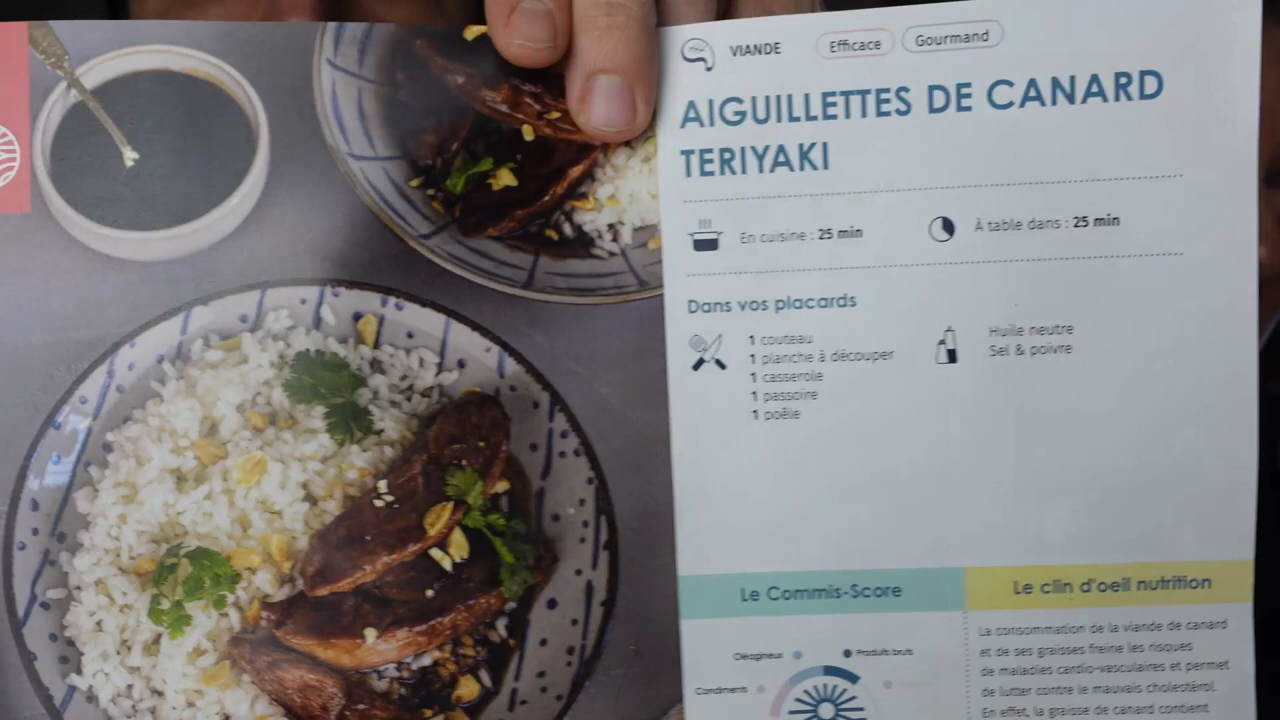 VIANDE
Efficace
Gourmand
AIGUILLETTES DE CANARD
TERIYAKI
En cuisine : 25 min
À table dans : 25 min
Dans vos placards
1 couteau
1 planche à découper
1 casserole
1 passoire
1 poêle
Huile neutre
Sel & poivre
Le Commis-Score
Oléagineux
Produits bruts
Condiments
Le clin d'oeil nutrition
La consommation de la viande de canard
et de ses graisses freine les risques
de maladies cardio-vasculaires et permet
de lutter contre le mauvais cholestérol.
En effet, la graisse de canard contient